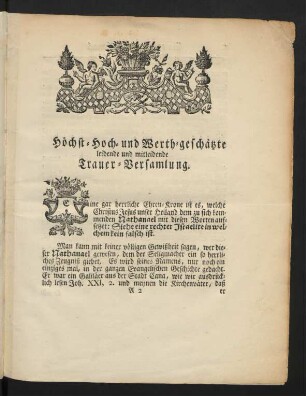 Höchst-Hoch- und Werth-geschätzte
leidende und mitleidende
Trauer-Versamlung.
Eine gar herrliche Ehren-Krone ist es, welche
Christus Jesus unser Heiland dem zu sich kom-
menden Nathanael mit diesen Worten auf-
setzet: Siehe eine rechter Israelite in wel-
chem kein falsch ist.
Man kann mit keiner völligen Gewißheit sagen, wer die-
ser Nathanael gewesen, dem der Seligmacher ein so herrli-
ches Zeugniß giebet. Es wird seines Namens, nur noch ein
einziges mal, in der ganzen Evangelischen Geschichte gedacht.
Er war ein Galiläer aus der Stadt Cana, wie wir ausdrück-
lich lesen Joh. XXI, 2. und meynen die Kirchenväter, daß
A 2 er